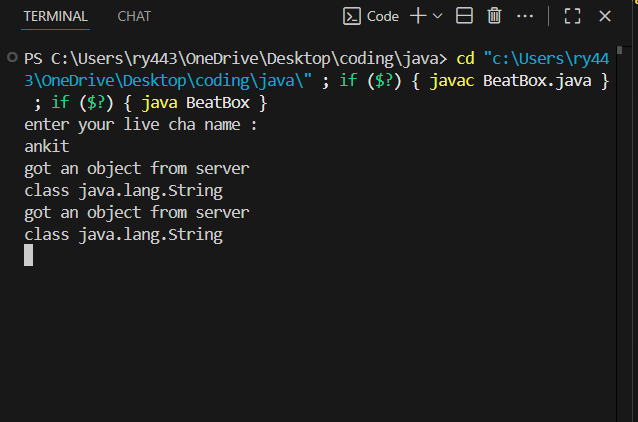 TERMINAL CHAT Code
PS C:\Users\ry443\OneDrive\Desktop\coding\java> cd "c:\Users\ry44
3\OneDrive\Desktop\coding\java\" ; if ($?) { javac BeatBox.java }
 ; if ($?) { java BeatBox }
enter your live cha name :
ankit
got an object from server
class java.lang.String
got an object from server
class java.lang.String